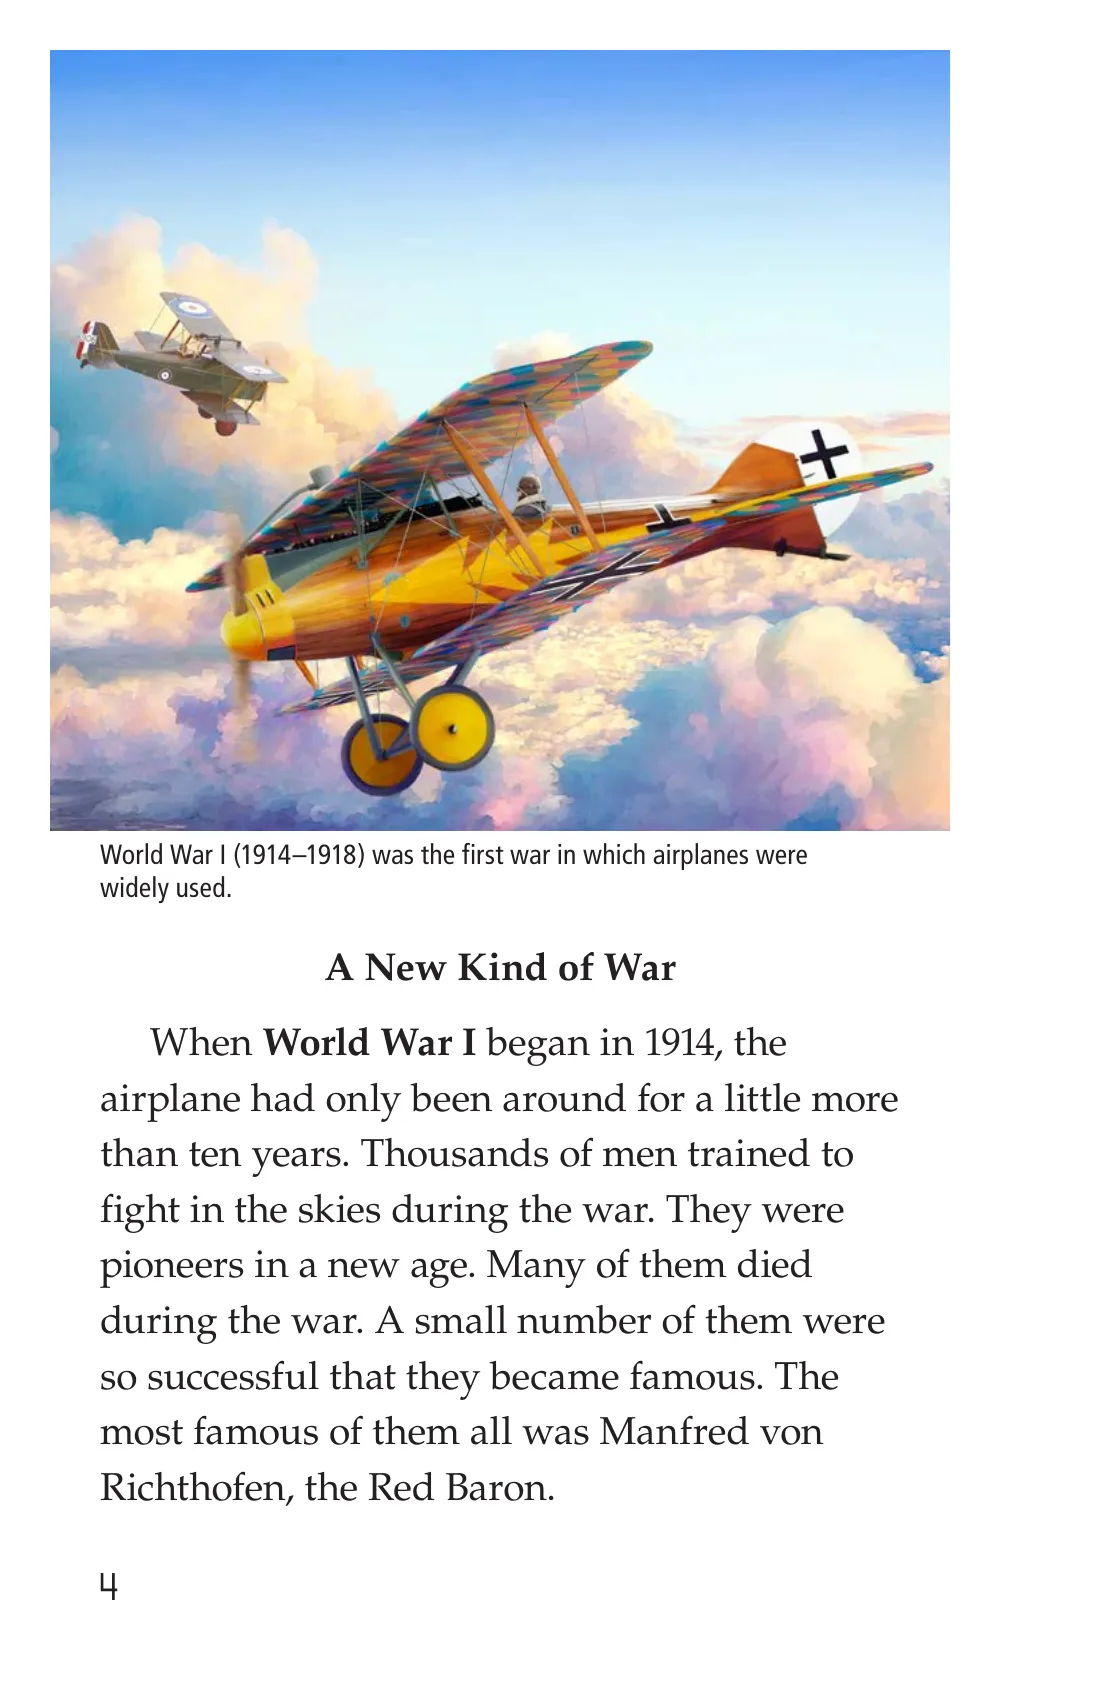 World War I (1914–1918) was the first war in which airplanes were
widely used.
A New Kind of War
When World War I began in 1914, the
airplane had only been around for a little more
than ten years. Thousands of men trained to
fight in the skies during the war. They were
pioneers in a new age. Many of them died
during the war. A small number of them were
so successful that they became famous. The
most famous of them all was Manfred von
Richthofen, the Red Baron.
4